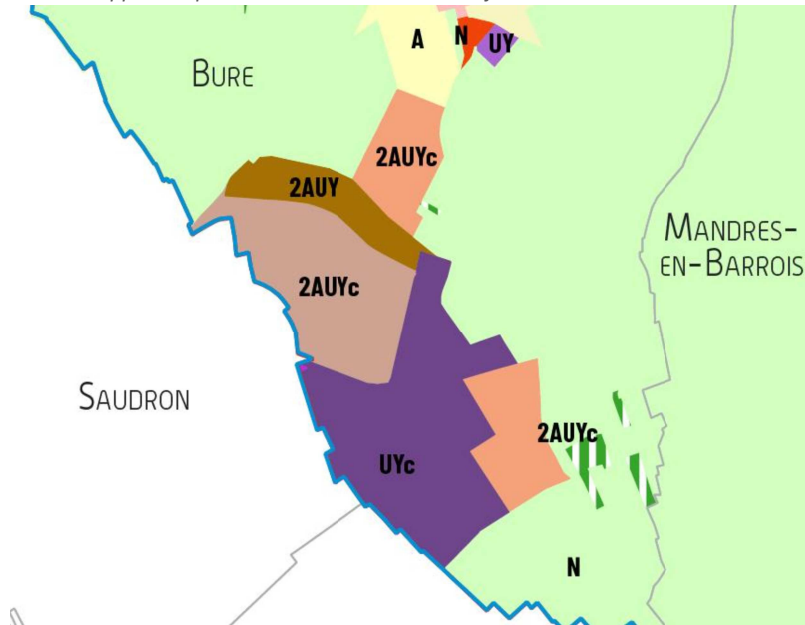 A
N
UY
BURE
2AUYc
2AUY
MANDRES-
EN-BARROIS
2AUYc
SAUDRON
2AUYc
UYc
N